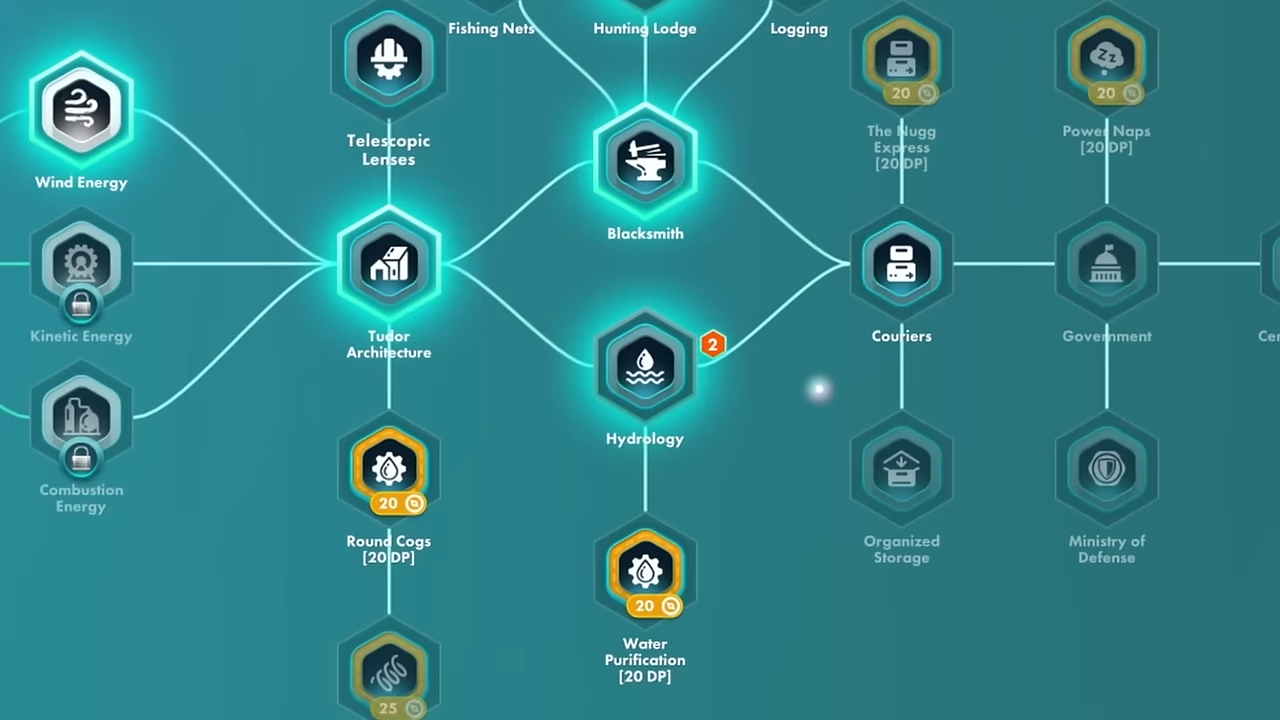 Fishing Nets
Hunting Lodge
Logging
20
20
Telescopic
Lenses
The Nugg
Express
[20 DP]
Power Naps
[20 DP]
Wind Energy
Blacksmith
Kinetic Energy
Tudor
Architecture
2
Couriers
Government
Cer
Hydrology
Combustion
Energy
20
Round Cogs
[20 DP]
Organized
Storage
Ministry of
Defense
20
Water
Purification
[20 DP]
25